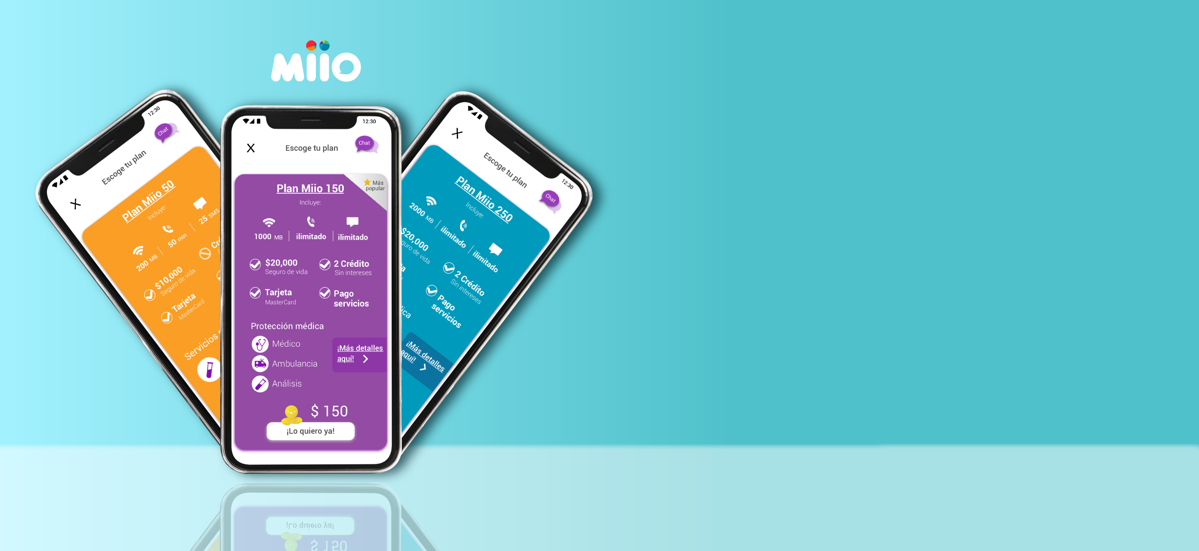 MIIO
12:30
Chat
Escoge tu plan
Plan Miio 50
Incluye:
200 MB
50 min
25 SMS
$10,000
Seguro de vida
Tarjeta
MasterCard
Servicios
12:30
Chat
Escoge tu plan
Plan Miio 150
Más
popular
Incluye:
1000 MB
ilimitado
ilimitado
$20,000
Seguro de vida
2 Crédito
Sin intereses
Tarjeta
MasterCard
Pago
servicios
Protección médica
Médico
¡Más detalles
aquí!
Ambulancia
Análisis
$ 150
¡Lo quiero ya!
12:30
Chat
Escoge tu plan
Plan Miio 250
Incluye:
2000 MB
ilimitado
ilimitado
$20,000
Seguro de vida
2 Crédito
Sin intereses
Pago
servicios
¡Más detalles
aquí!